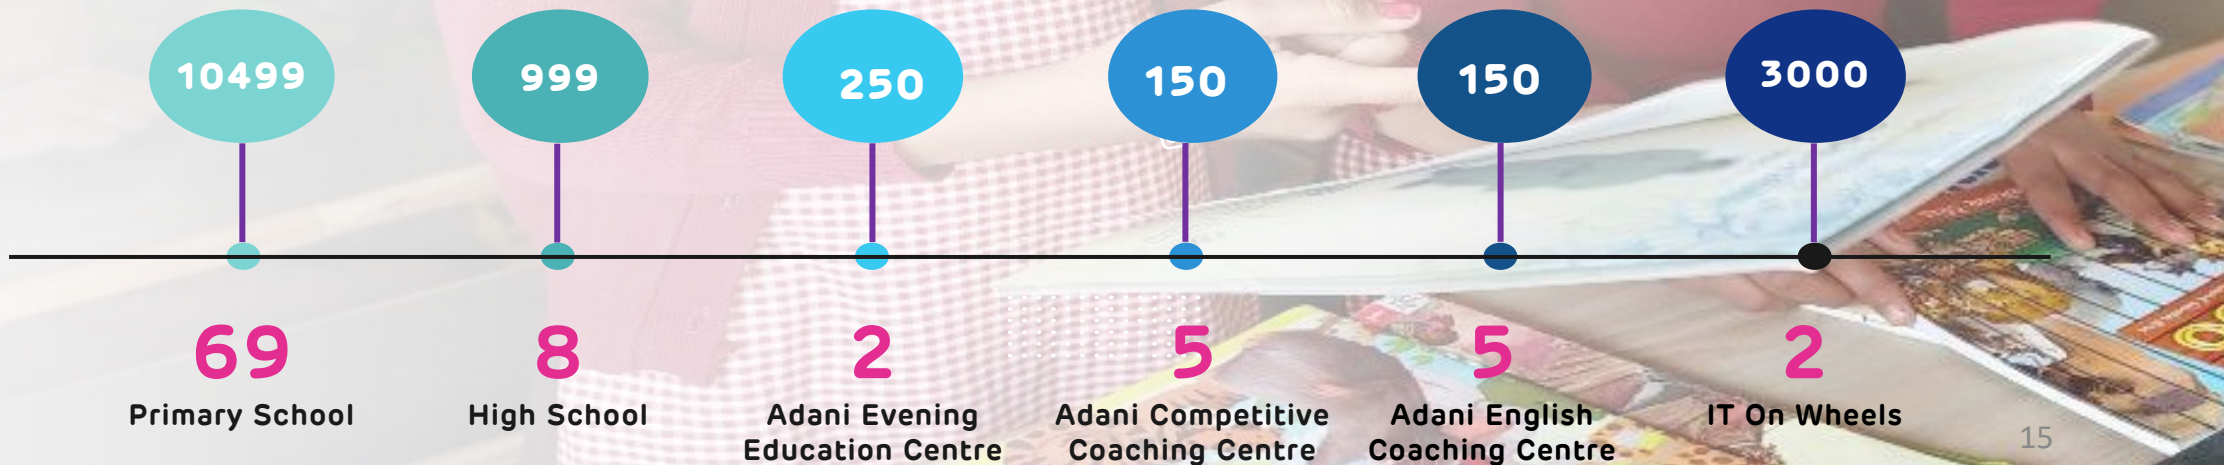 10499
999
250
150
150
3000
69
8
2
5
5
2
Primary School
High School
Adani Evening
Education Centre
Adani Competitive
Coaching Centre
Adani English
Coaching Centre
IT On Wheels
15